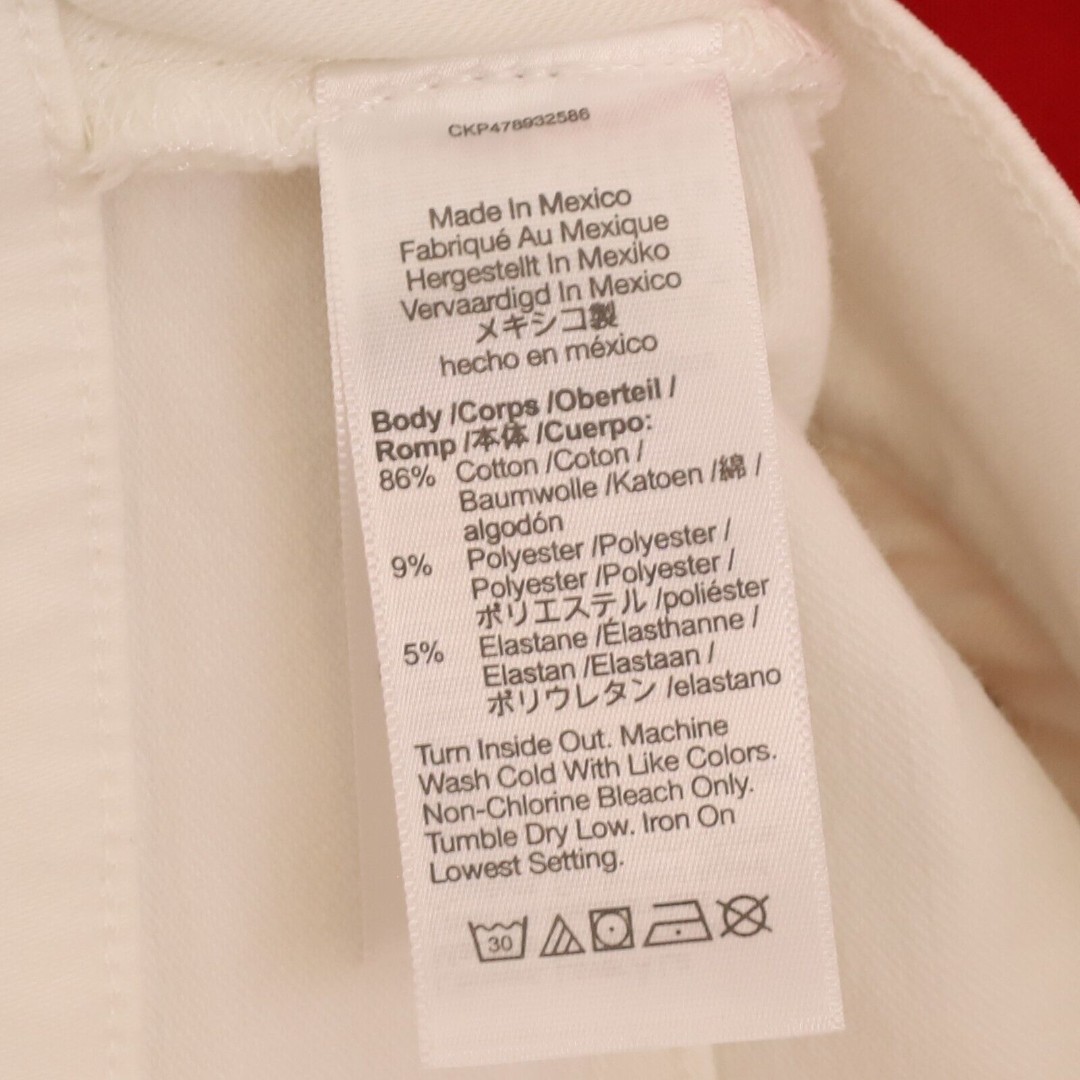 CKP478932586
Made In Mexico
Fabriqué Au Mexique
Hergestellt In Mexiko
Vervaardigd In Mexico
メキシコ製
hecho en méxico
Body /Corps /Oberteil /
Romp /本体 /Cuerpo:
86% Cotton /Coton /
Baumwolle /Katoen /綿 /
algodón
9% Polyester /Polyester /
Polyester /Polyester /
ポリエステル /poliéster
5% Elastane /Élasthanne /
Elastan /Elastaan /
ポリウレタン /elastano
Turn Inside Out. Machine
Wash Cold With Like Colors.
Non-Chlorine Bleach Only.
Tumble Dry Low. Iron On
Lowest Setting.
30